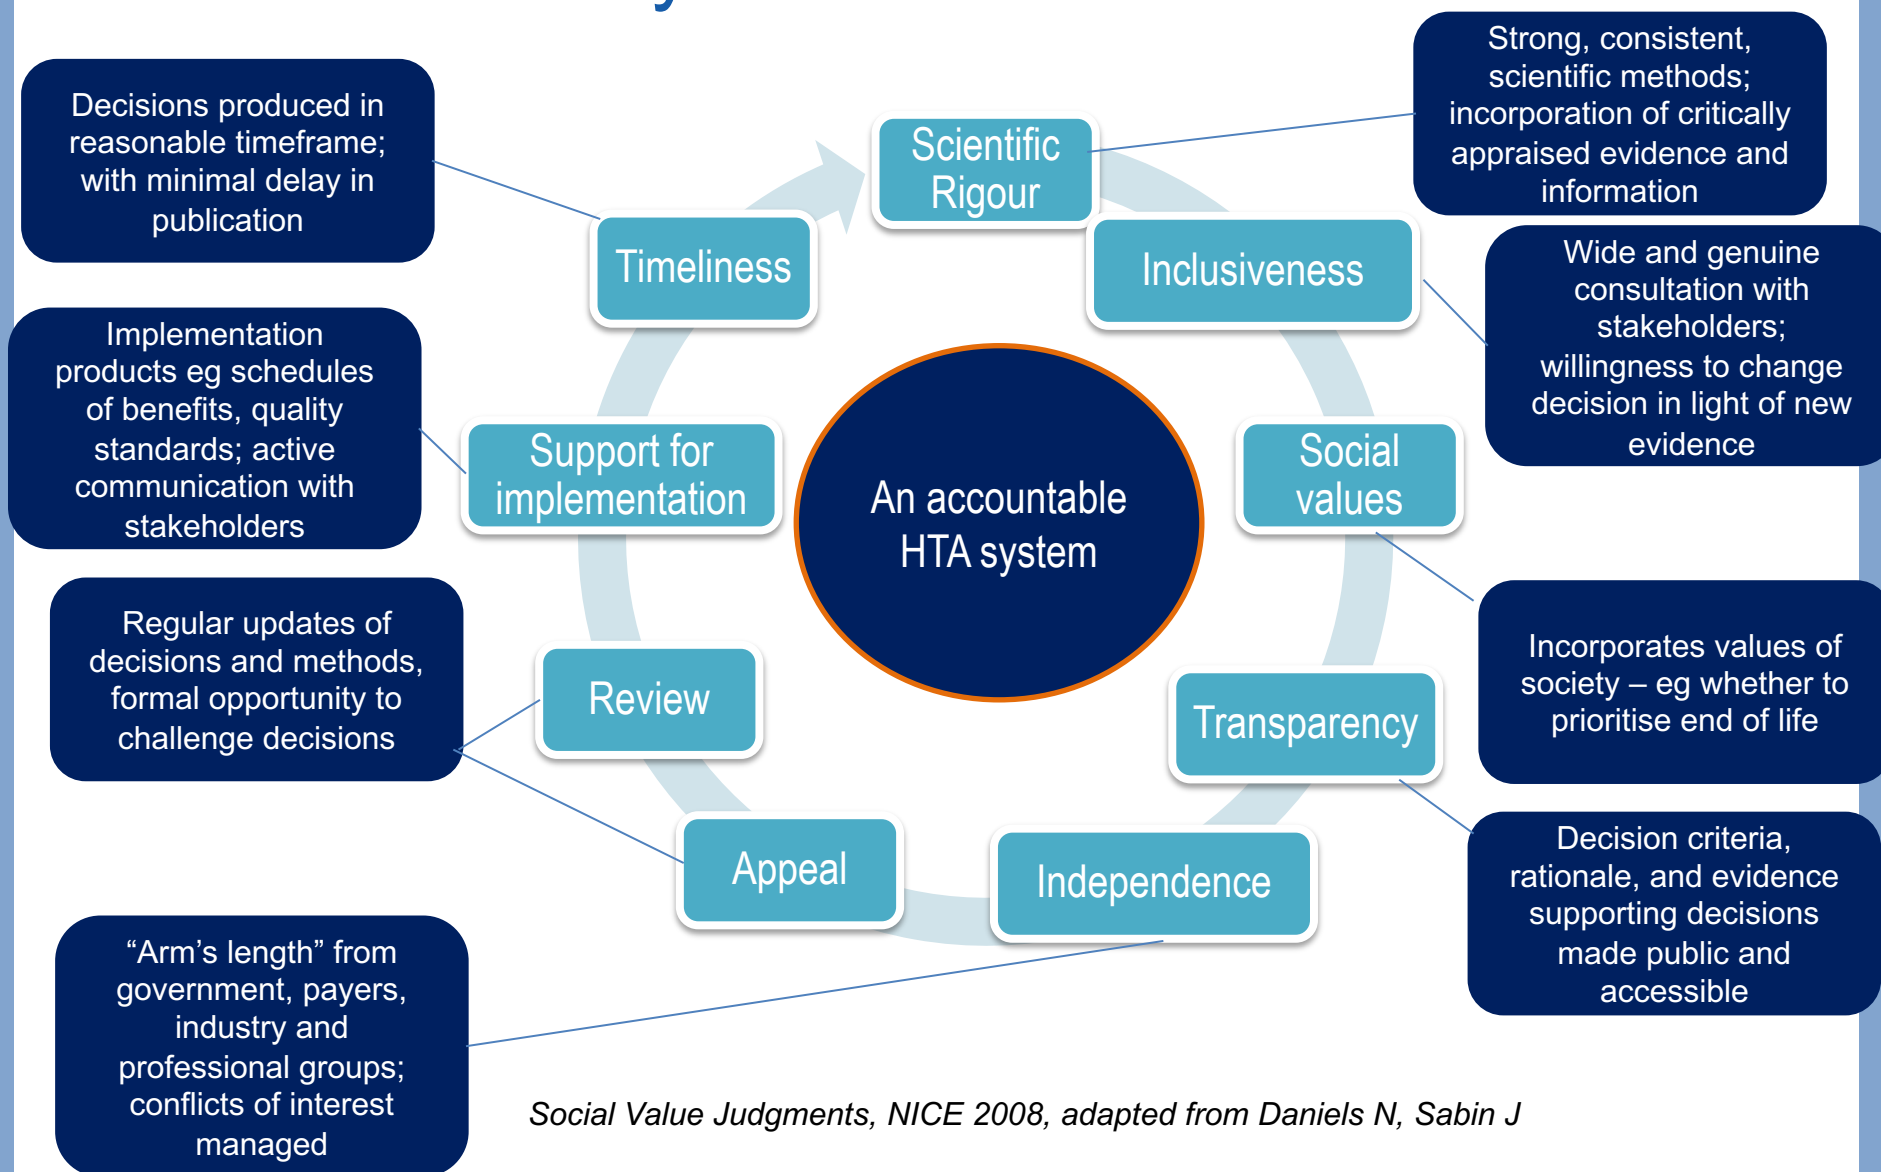 Strong, consistent,
scientific methods;
incorporation of critically
appraised evidence and
information
Decisions produced in
reasonable timeframe;
with minimal delay in
publication
Scientific
Rigour
Timeliness
Inclusiveness
Wide and genuine
consultation with
stakeholders;
willingness to change
decision in light of new
evidence
Implementation
products eg schedules
of benefits, quality
standards; active
communication with
stakeholders
Support for
implementation
An accountable
HTA system
Social
values
Regular updates of
decisions and methods,
formal opportunity to
challenge decisions
Review
Transparency
Incorporates values of
society – eg whether to
prioritise end of life
Appeal
Independence
Decision criteria,
rationale, and evidence
supporting decisions
made public and
accessible
“Arm’s length” from
government, payers,
industry and
professional groups;
conflicts of interest
managed
Social Value Judgments, NICE 2008, adapted from Daniels N, Sabin J